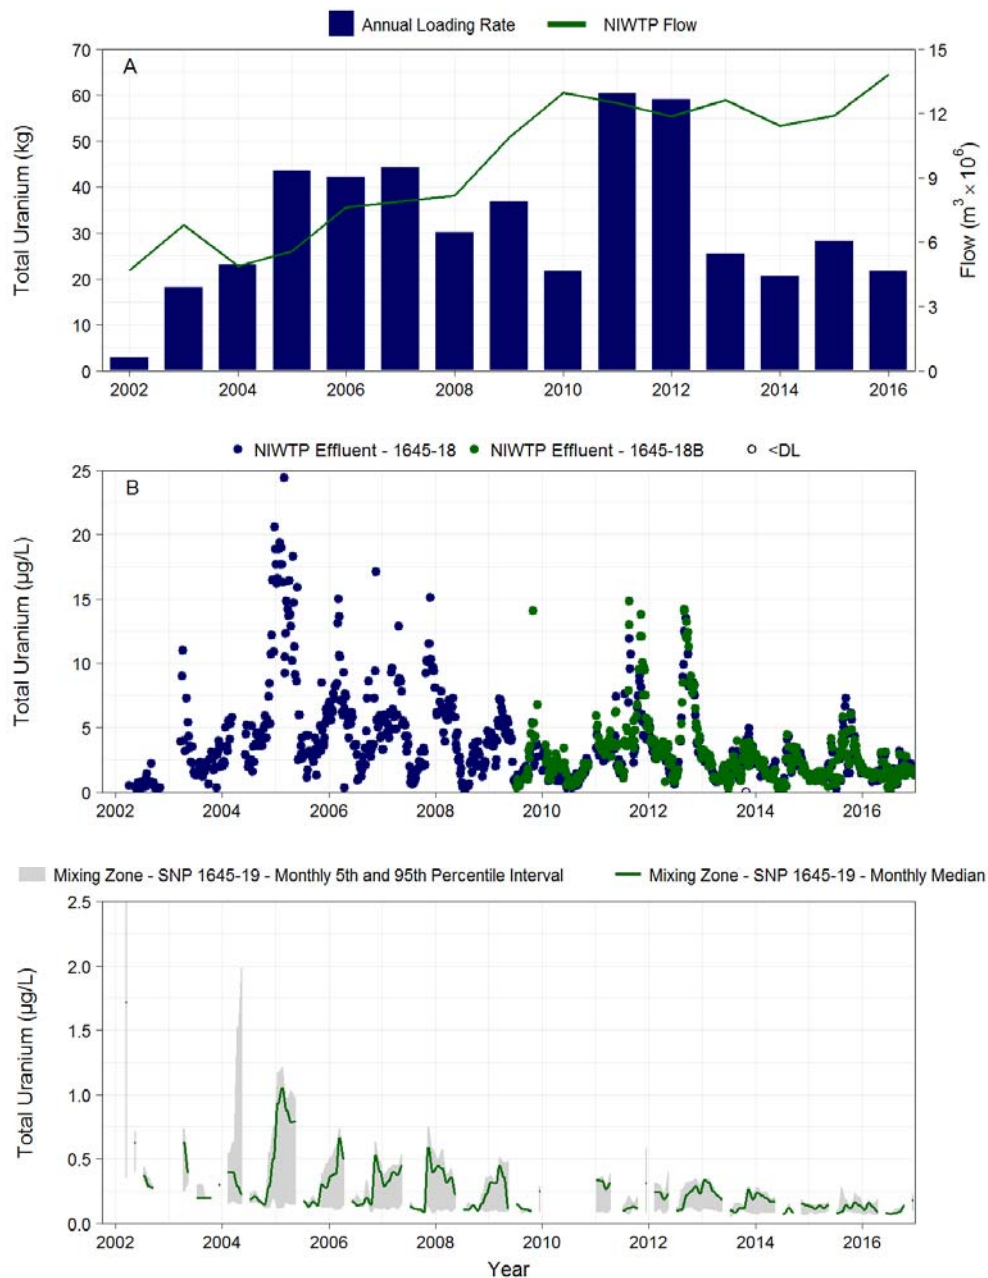 Annual Loading Rate NIWTP Flow
A
70
60
50
40
30
20
10
0
Total Uranium (kg)
15
12
9
6
3
0
Flow (m³ × 10⁶)
2002 2004 2006 2008 2010 2012 2014 2016
NIWTP Effluent - 1645-18 NIWTP Effluent - 1645-18B <DL
B
25
20
15
10
5
0
Total Uranium (µg/L)
2002 2004 2006 2008 2010 2012 2014 2016
Mixing Zone - SNP 1645-19 - Monthly 5th and 95th Percentile Interval Mixing Zone - SNP 1645-19 - Monthly Median
2.5
2.0
1.5
1.0
0.5
0.0
Total Uranium (µg/L)
2002 2004 2006 2008 2010 2012 2014 2016
Year